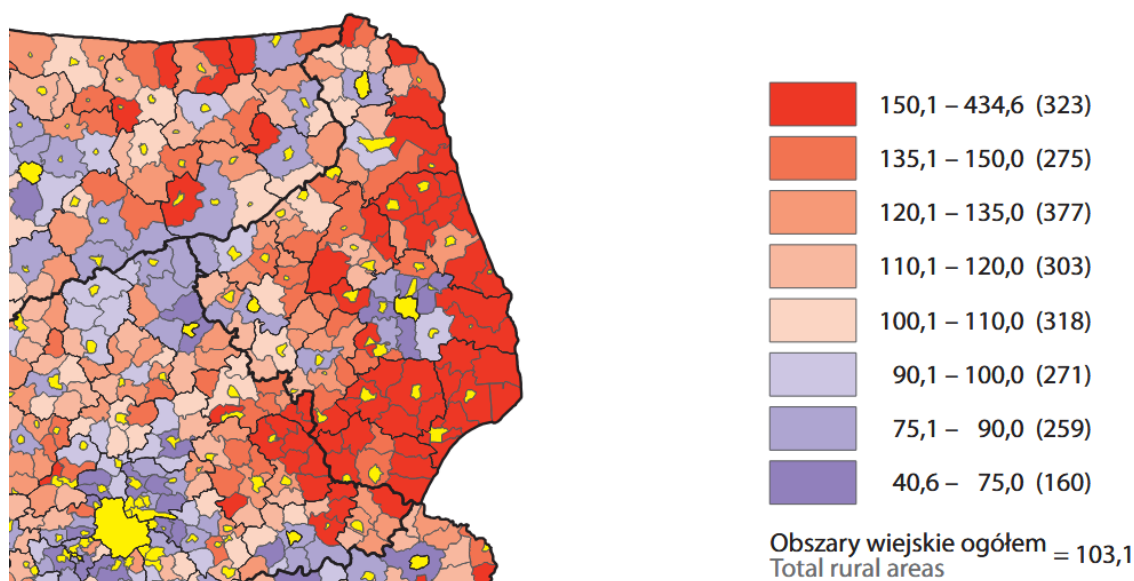 150,1 – 434,6 (323)
135,1 – 150,0 (275)
120,1 – 135,0 (377)
110,1 – 120,0 (303)
100,1 – 110,0 (318)
90,1 – 100,0 (271)
75,1 – 90,0 (259)
40,6 – 75,0 (160)
Obszary wiejskie ogółem = 103,1
Total rural areas